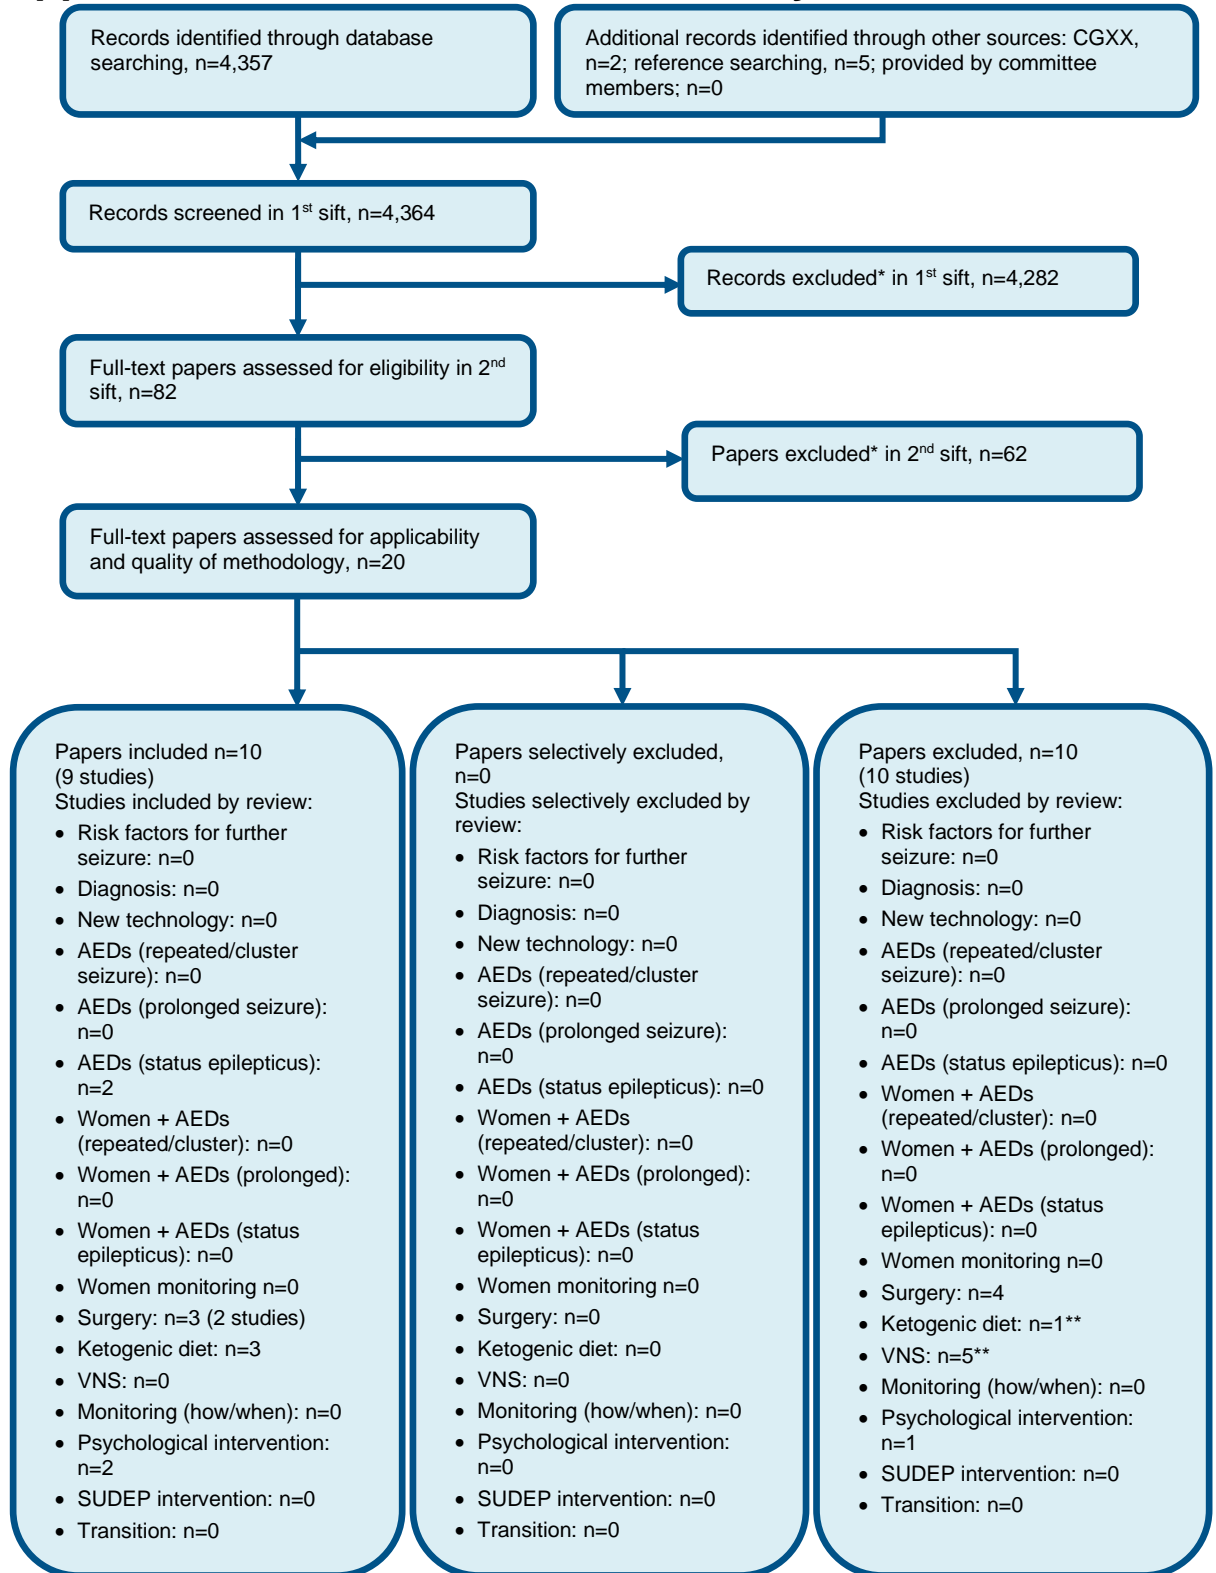 Records identified through database
searching, n=4,357
Additional records identified through other sources: CGXX,
n=2; reference searching, n=5; provided by committee
members; n=0
Records screened in 1st sift, n=4,364
Records excluded* in 1st sift, n=4,282
Full-text papers assessed for eligibility in 2nd
sift, n=82
Papers excluded* in 2nd sift, n=62
Full-text papers assessed for applicability
and quality of methodology, n=20
Papers included n=10
(9 studies)
Studies included by review:
• Risk factors for further
seizure: n=0
• Diagnosis: n=0
• New technology: n=0
• AEDs (repeated/cluster
seizure): n=0
• AEDs (prolonged seizure):
n=0
• AEDs (status epilepticus):
n=2
• Women + AEDs
(repeated/cluster): n=0
• Women + AEDs (prolonged):
n=0
• Women + AEDs (status
epilepticus): n=0
• Women monitoring n=0
• Surgery: n=3 (2 studies)
• Ketogenic diet: n=3
• VNS: n=0
• Monitoring (how/when): n=0
• Psychological intervention:
n=2
• SUDEP intervention: n=0
• Transition: n=0
Papers selectively excluded,
n=0
Studies selectively excluded by
review:
• Risk factors for further
seizure: n=0
• Diagnosis: n=0
• New technology: n=0
• AEDs (repeated/cluster
seizure): n=0
• AEDs (prolonged seizure):
n=0
• AEDs (status epilepticus): n=0
• Women + AEDs
(repeated/cluster): n=0
• Women + AEDs (prolonged):
n=0
• Women + AEDs (status
epilepticus): n=0
• Women monitoring n=0
• Surgery: n=0
• Ketogenic diet: n=0
• VNS: n=0
• Monitoring (how/when): n=0
• Psychological intervention:
n=0
• SUDEP intervention: n=0
• Transition: n=0
Papers excluded, n=10
(10 studies)
Studies excluded by review:
• Risk factors for further
seizure: n=0
• Diagnosis: n=0
• New technology: n=0
• AEDs (repeated/cluster
seizure): n=0
• AEDs (prolonged seizure):
n=0
• AEDs (status epilepticus: n=0
• Women + AEDs
(repeated/cluster): n=0
• Women + AEDs (prolonged):
n=0
• Women + AEDs (status
epilepticus): n=0
• Women monitoring n=0
• Surgery: n=4
• Ketogenic diet: n=1**
• VNS: n=5**
• Monitoring (how/when): n=0
• Psychological intervention:
n=1
• SUDEP intervention: n=0
• Transition: n=0